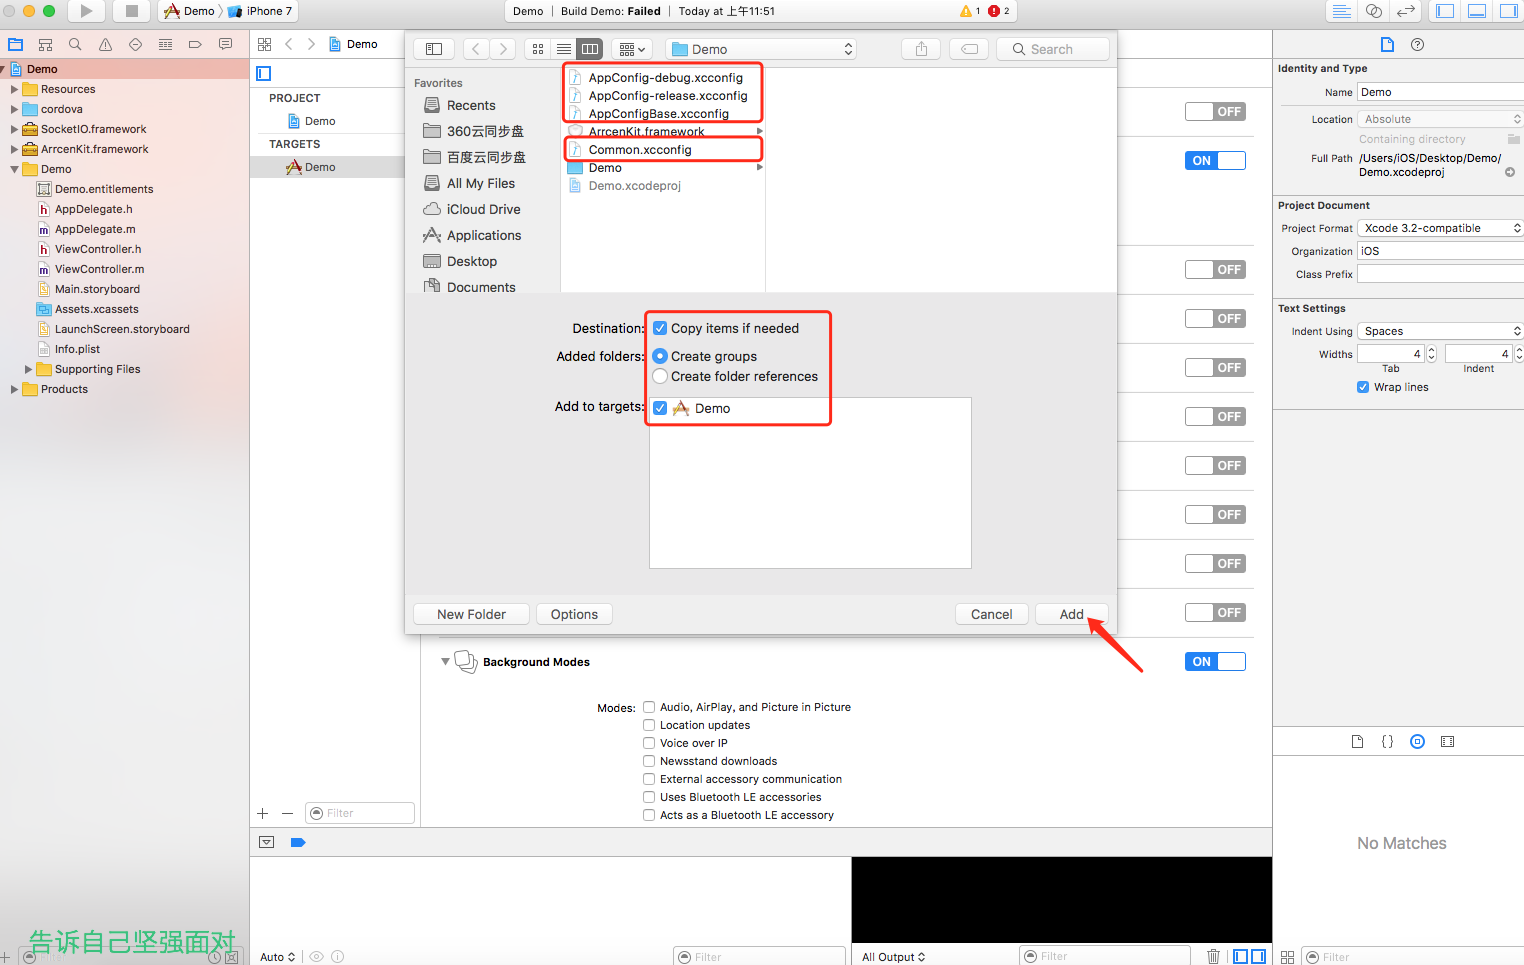 Demo
iPhone 7
Demo | Build Demo: Failed | Today at 上午11:51
1
2
Demo
Resources
cordova
SocketIO.framework
ArrcenKit.framework
Demo
Demo.entitlements
AppDelegate.h
AppDelegate.m
ViewController.h
ViewController.m
Main.storyboard
Assets.xcassets
LaunchScreen.storyboard
Info.plist
Supporting Files
Products
告诉自己坚强面对
Demo
PROJECT
Demo
TARGETS
Demo
Filter
Demo
Search
Favorites
Recents
360云同步盘
百度云同步盘
All My Files
iCloud Drive
Applications
Desktop
Documents
AppConfig-debug.xcconfig
AppConfig-release.xcconfig
AppConfigBase.xcconfig
ArrcenKit.framework
Common.xcconfig
Demo
Demo.xcodeproj
Destination: Copy items if needed
Added folders: Create groups
Create folder references
Add to targets: Demo
New Folder
Options
Cancel
Add
OFF
ON
OFF
OFF
OFF
OFF
OFF
OFF
OFF
OFF
Background Modes
ON
Modes: Audio, AirPlay, and Picture in Picture
Location updates
Voice over IP
Newsstand downloads
External accessory communication
Uses Bluetooth LE accessories
Acts as a Bluetooth LE accessory
Auto
Filter
All Output
Filter
Identity and Type
Name Demo
Location Absolute
Containing directory
Full Path /Users/iOS/Desktop/Demo/
Demo.xcodeproj
Project Document
Project Format Xcode 3.2-compatible
Organization iOS
Class Prefix
Text Settings
Indent Using Spaces
Widths 4 4
Tab Indent
Wrap lines
No Matches
Filter